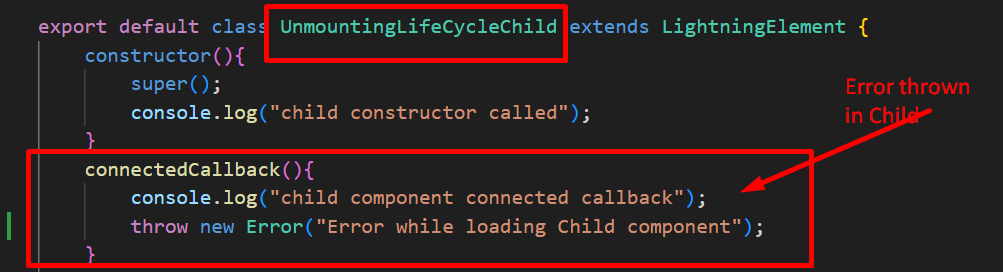 export default class UnmountingLifeCycleChild extends LightningElement {
constructor(){
super();
console.log("child constructor called");
}
connectedCallback(){
console.log("child component connected callback");
throw new Error("Error while loading Child component");
}
Error thrown
in Child